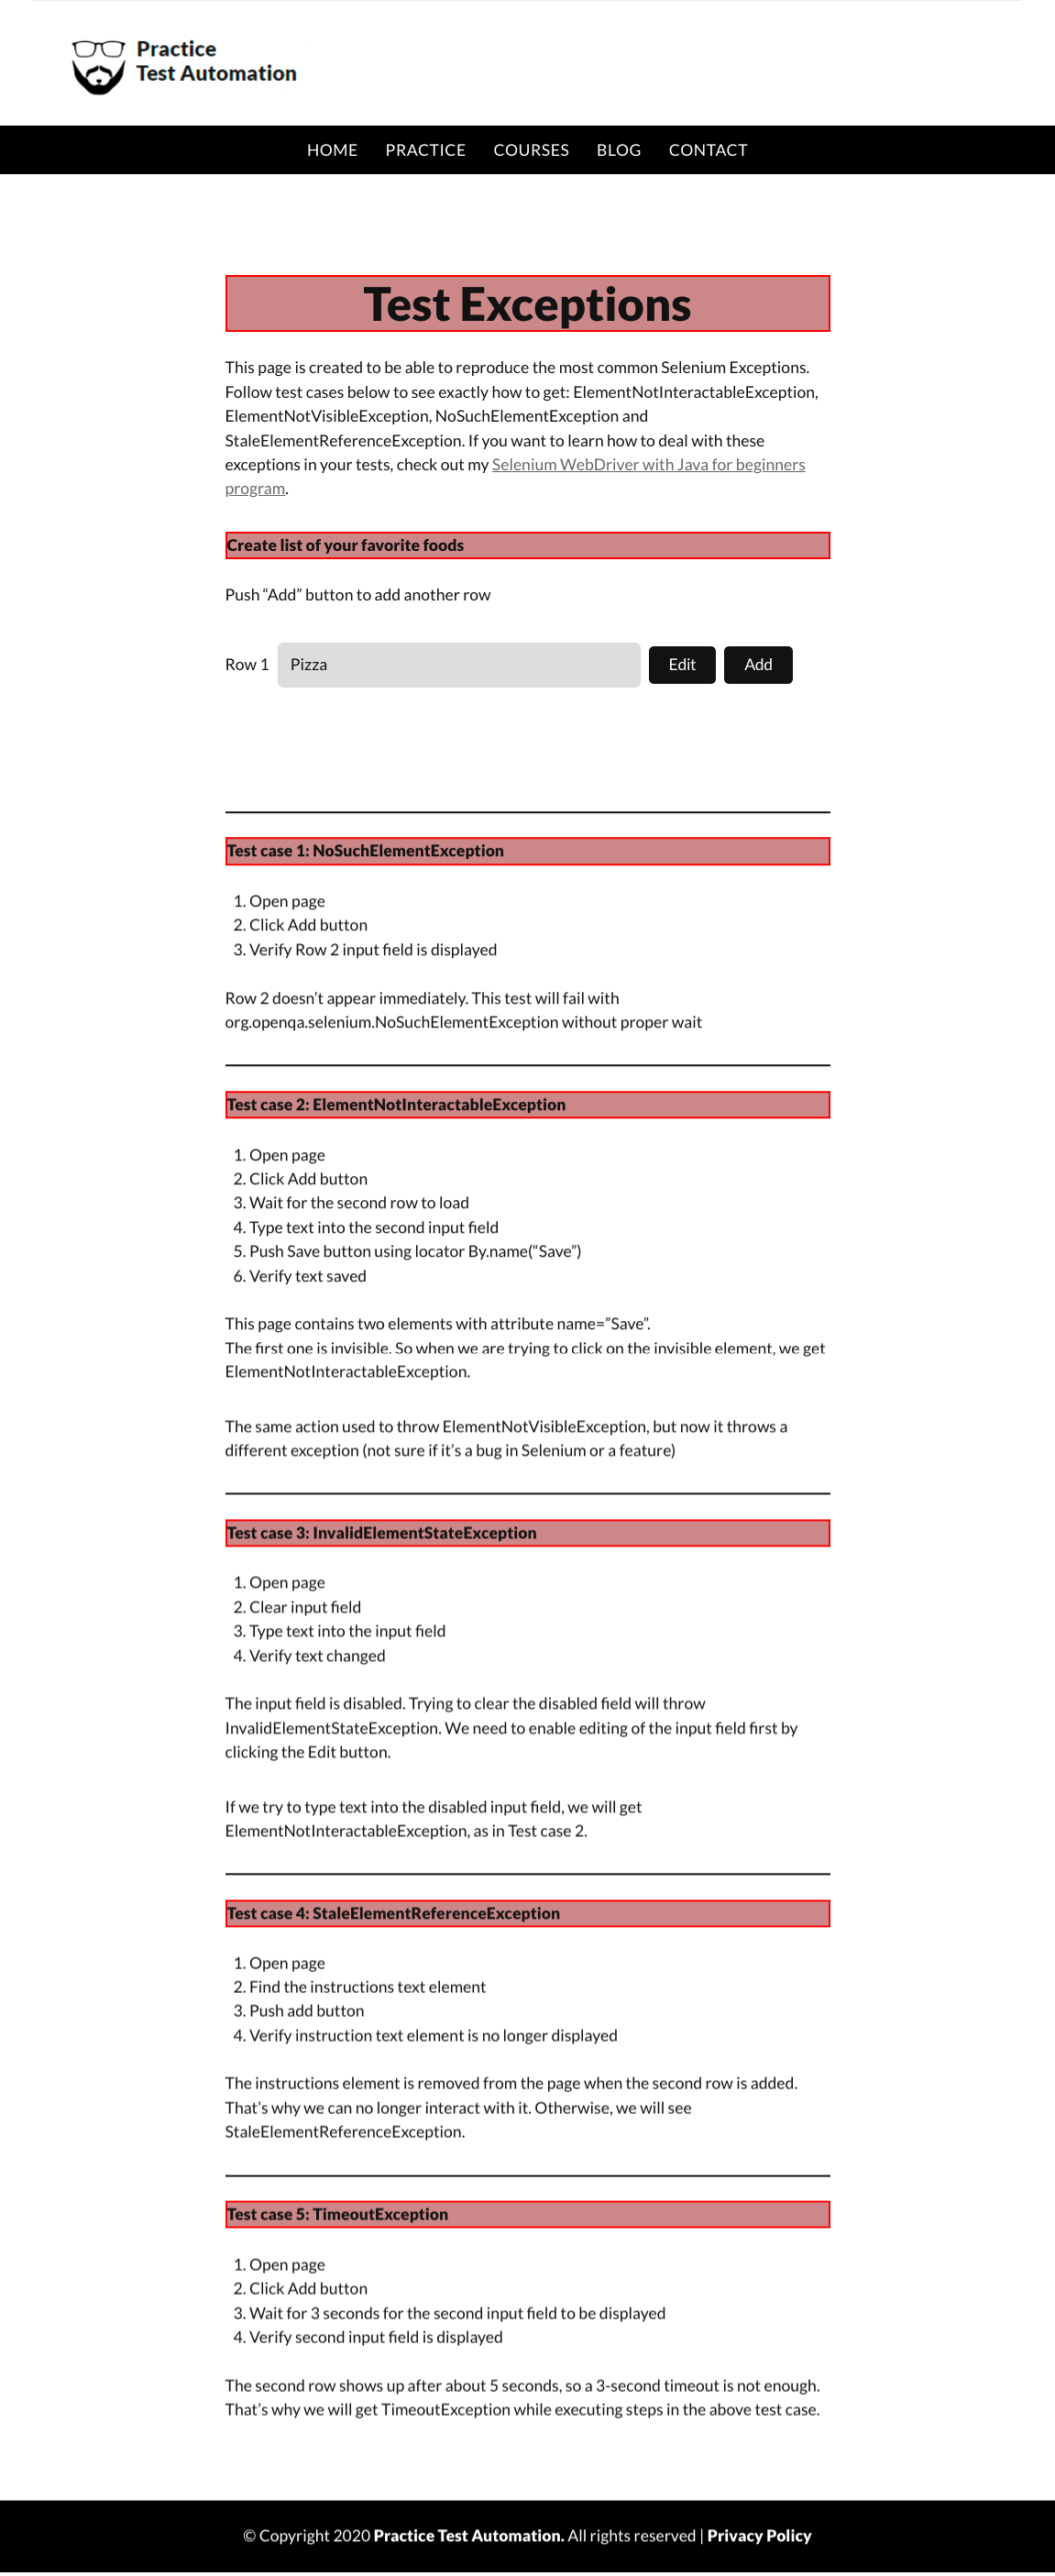 Practice
Test Automation
HOME PRACTICE COURSES BLOG CONTACT
Test Exceptions
This page is created to be able to reproduce the most common Selenium Exceptions.
Follow test cases below to see exactly how to get: ElementNotInteractableException,
ElementNotVisibleException, NoSuchElementException and
StaleElementReferenceException. If you want to learn how to deal with these
exceptions in your tests, check out my Selenium WebDriver with Java for beginners
program.
Create list of your favorite foods
Push “Add” button to add another row
Row 1 Pizza Edit Add
Test case 1: NoSuchElementException
1. Open page
2. Click Add button
3. Verify Row 2 input field is displayed
Row 2 doesn’t appear immediately. This test will fail with
org.openqa.selenium.NoSuchElementException without proper wait
Test case 2: ElementNotInteractableException
1. Open page
2. Click Add button
3. Wait for the second row to load
4. Type text into the second input field
5. Push Save button using locator By.name(“Save”)
6. Verify text saved
This page contains two elements with attribute name=”Save”.
The first one is invisible. So when we are trying to click on the invisible element, we get
ElementNotInteractableException.
The same action used to throw ElementNotVisibleException, but now it throws a
different exception (not sure if it’s a bug in Selenium or a feature)
Test case 3: InvalidElementStateException
1. Open page
2. Clear input field
3. Type text into the input field
4. Verify text changed
The input field is disabled. Trying to clear the disabled field will throw
InvalidElementStateException. We need to enable editing of the input field first by
clicking the Edit button.
If we try to type text into the disabled input field, we will get
ElementNotInteractableException, as in Test case 2.
Test case 4: StaleElementReferenceException
1. Open page
2. Find the instructions text element
3. Push add button
4. Verify instruction text element is no longer displayed
The instructions element is removed from the page when the second row is added.
That’s why we can no longer interact with it. Otherwise, we will see
StaleElementReferenceException.
Test case 5: TimeoutException
1. Open page
2. Click Add button
3. Wait for 3 seconds for the second input field to be displayed
4. Verify second input field is displayed
The second row shows up after about 5 seconds, so a 3-second timeout is not enough.
That’s why we will get TimeoutException while executing steps in the above test case.
© Copyright 2020 Practice Test Automation. All rights reserved | Privacy Policy